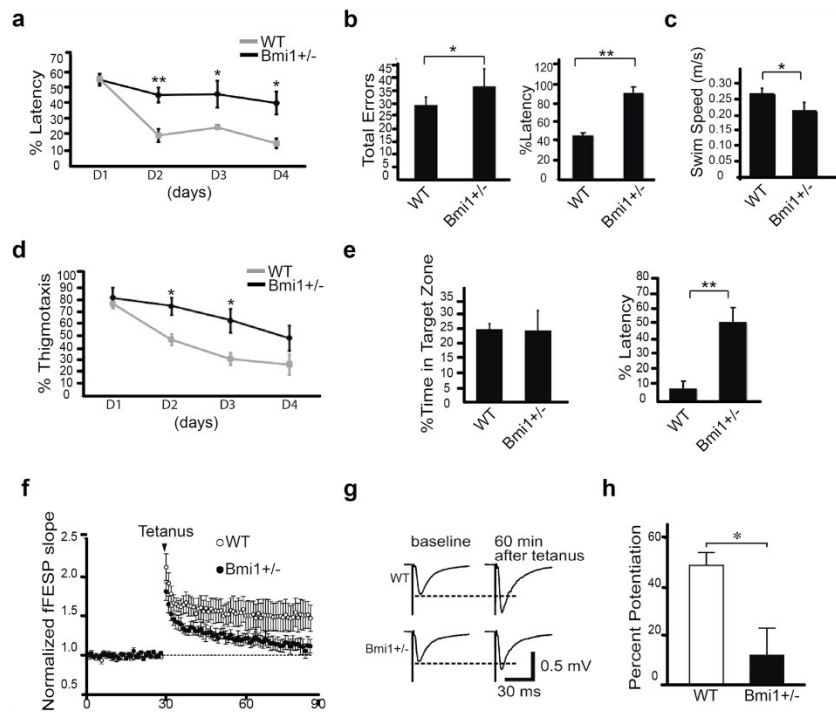 a
WT
Bmi1+/-
% Latency
70
60
50
40
30
20
10
0
**
*
*
D1 D2 D3 D4
(days)
b
Total Errors
45
40
35
30
25
20
15
10
5
0
*
WT
Bmi1+/-
%Latency
120
100
80
60
40
20
0
**
WT
Bmi1+/-
c
Swim Speed (m/s)
0.30
0.25
0.20
0.15
0.10
0.05
0.00
*
WT
Bmi1+/-
d
WT
Bmi1+/-
% Thigmotaxis
100
90
80
70
60
50
40
30
20
10
0
*
*
D1 D2 D3 D4
(days)
e
%Time in Target Zone
35
30
25
20
15
10
5
0
WT
Bmi1+/-
% Latency
80
70
60
50
40
30
20
10
0
**
WT
Bmi1+/-
f
Normalized fFESP slope
2.5
2.0
1.5
1.0
0.5
Tetanus
WT
Bmi1+/-
0 30 60 90
g
baseline
60 min
after tetanus
WT
Bmi1+/-
0.5 mV
30 ms
h
Percent Potentiation
60
40
20
0
*
WT Bmi1+/-